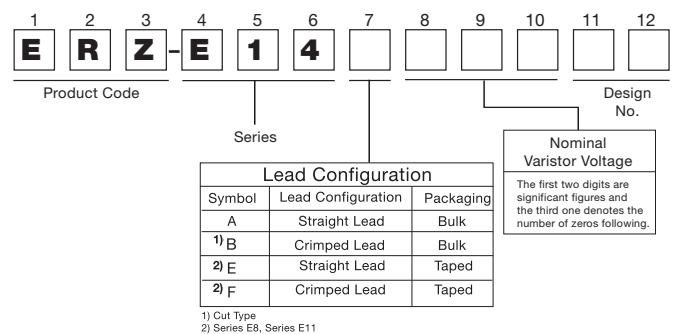 1 2 3 4 5 6 7 8 9 10 11 12
E R Z - E 1 4
Product Code
Design
No.
Series
Nominal
Varistor Voltage
The first two digits are
significant figures and
the third one denotes the
number of zeros following.
Lead Configuration
Symbol Lead Configuration Packaging
A Straight Lead Bulk
1) B Crimped Lead Bulk
2) E Straight Lead Taped
2) F Crimped Lead Taped
1) Cut Type
2) Series E8, Series E11